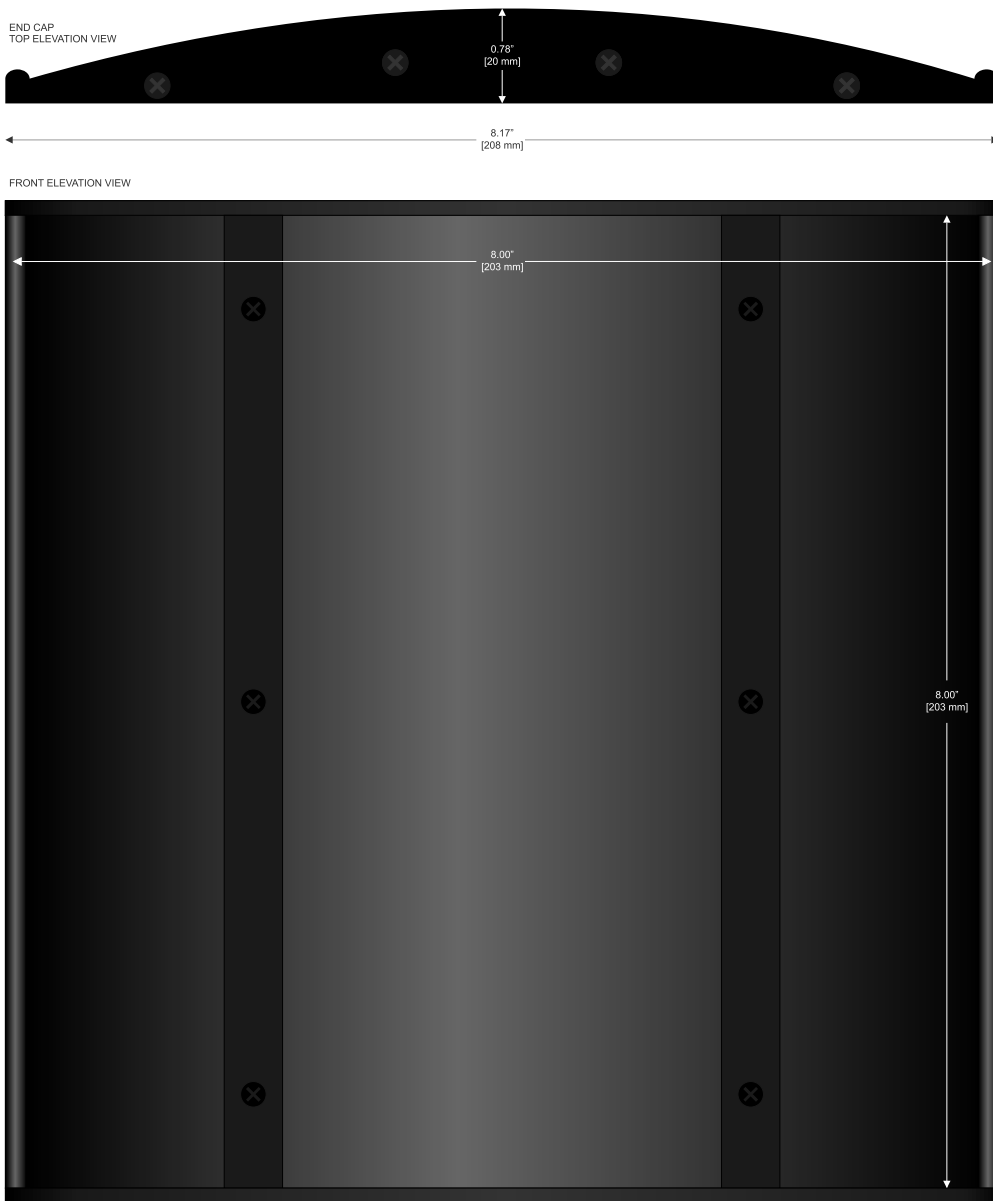 END CAP
TOP ELEVATION VIEW
0.78”
[20 mm]
8.17”
[208 mm]
FRONT ELEVATION VIEW
8.00”
[203 mm]
8.00”
[203 mm]